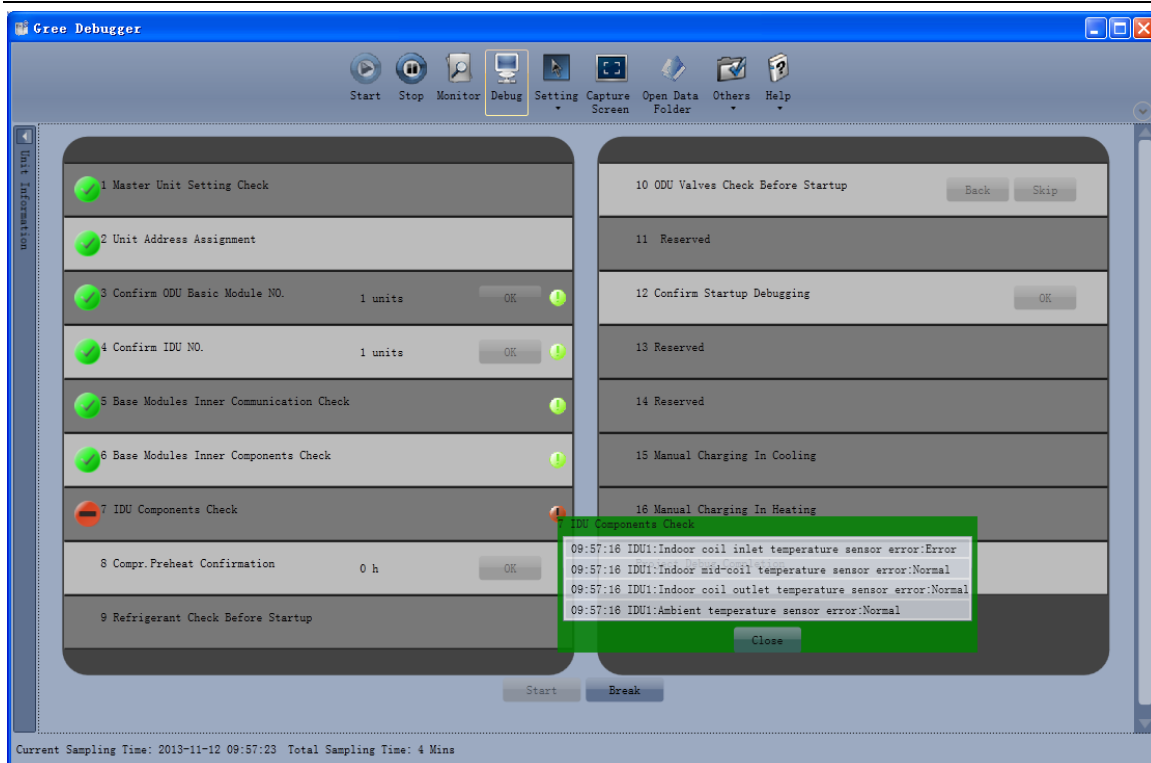 Gree Debugger
Start Stop Monitor Debug Setting Capture Screen Open Data Folder Others Help
Unit Information
1 Master Unit Setting Check
2 Unit Address Assignment
3 Confirm ODU Basic Module NO. 1 units OK
4 Confirm IDU NO. 1 units OK
5 Base Modules Inner Communication Check
6 Base Modules Inner Components Check
7 IDU Components Check
8 Compr.Preheat Confirmation 0 h OK
9 Refrigerant Check Before Startup
10 ODU Valves Check Before Startup Back Skip
11 Reserved
12 Confirm Startup Debugging OK
13 Reserved
14 Reserved
15 Manual Charging In Cooling
16 Manual Charging In Heating
7 IDU Components Check
09:57:16 IDU1:Indoor coil inlet temperature sensor error:Error
09:57:16 IDU1:Indoor mid-coil temperature sensor error:Normal
09:57:16 IDU1:Indoor coil outlet temperature sensor error:Normal
09:57:16 IDU1:Ambient temperature sensor error:Normal
Close
Start Break
Current Sampling Time: 2013-11-12 09:57:23 Total Sampling Time: 4 Mins